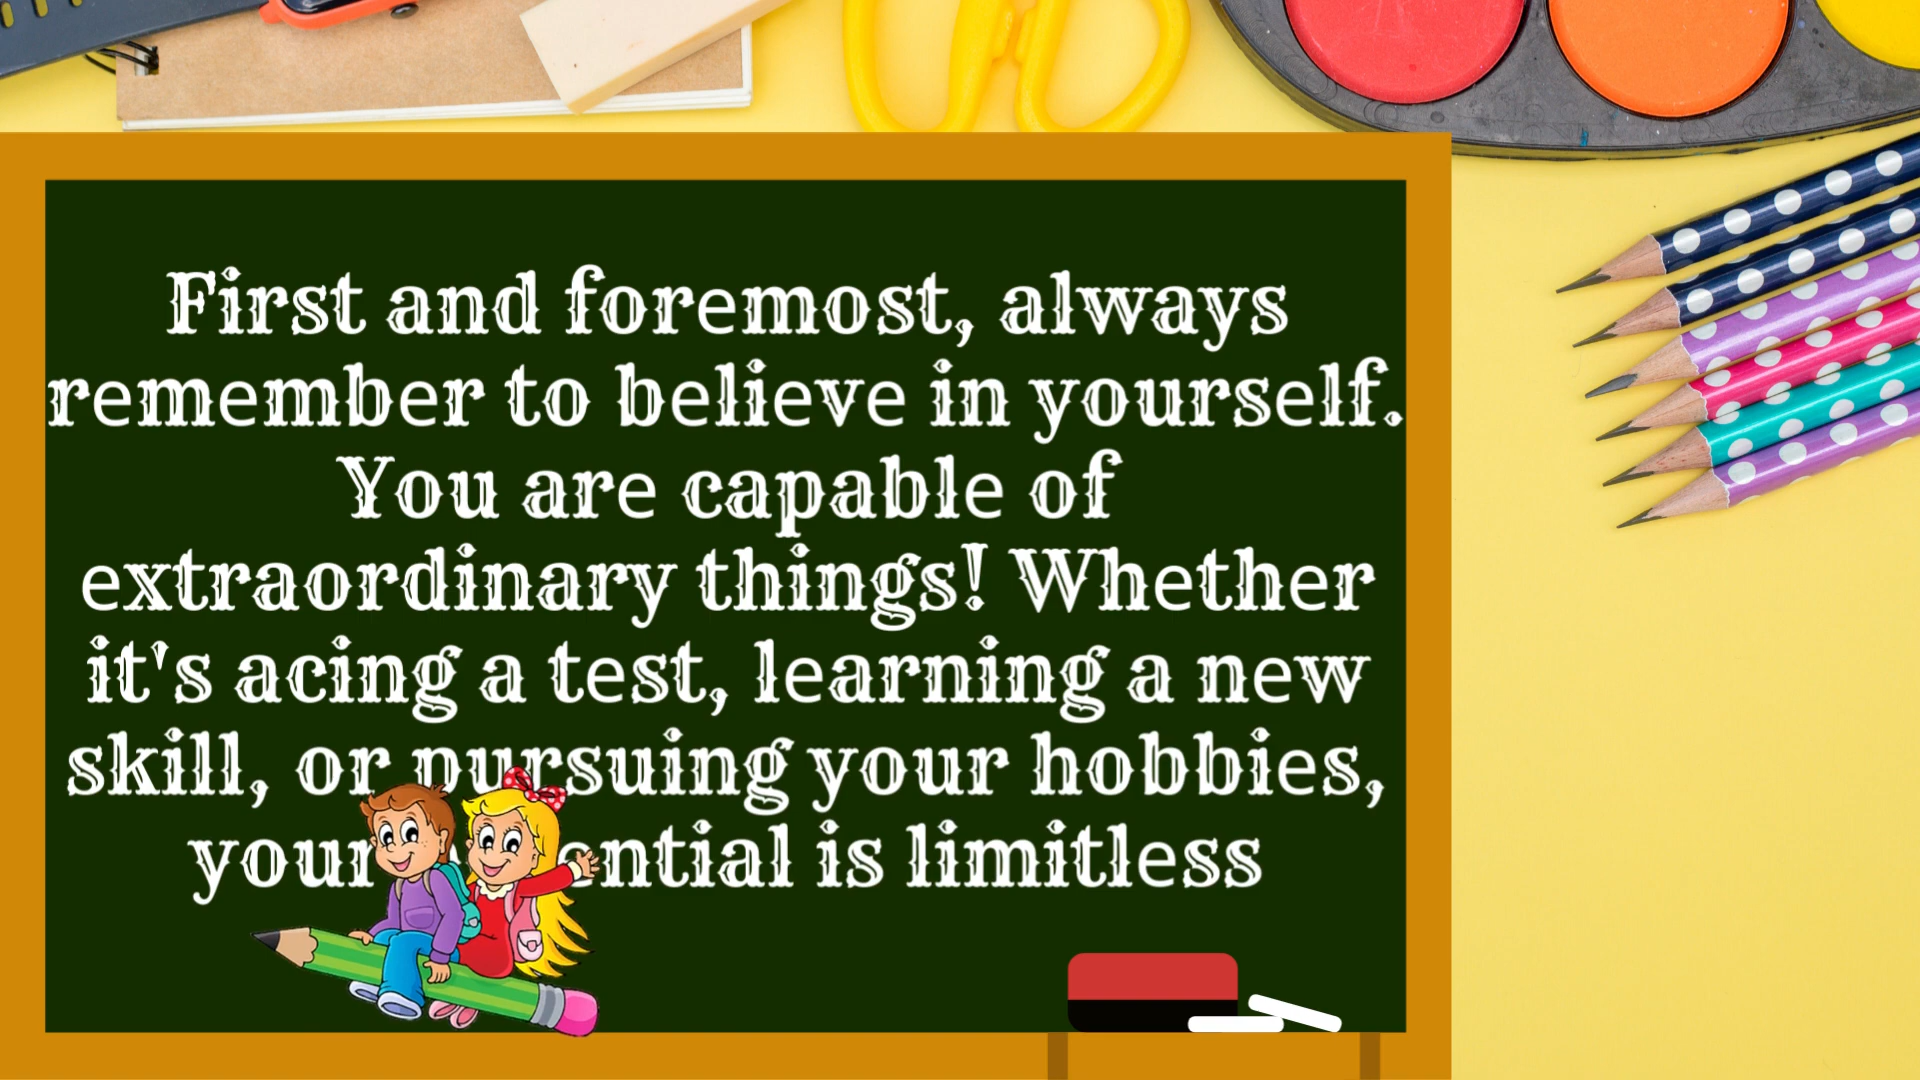 First and foremost, always
remember to believe in yourself.
You are capable of
extraordinary things! Whether
it's acing a test, learning a new
skill, or pursuing your hobbies,
your is limitless